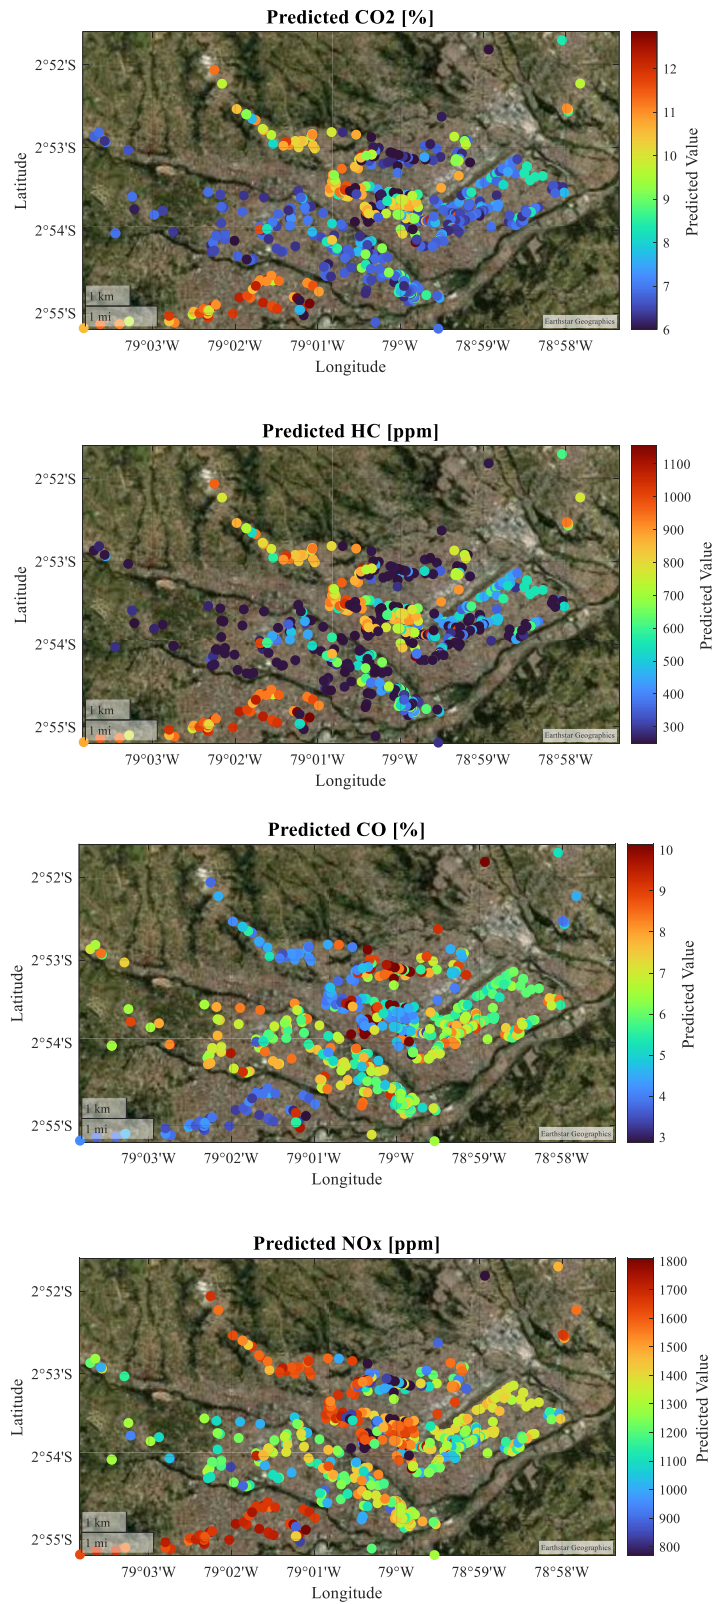 Predicted CO2 [%]
2°52'S
2°53'S
2°54'S
2°55'S
Latitude
1 km
1 mi
Earthstar Geographics
79°03'W 79°02'W 79°01'W 79°W 78°59'W 78°58'W
Longitude
12
11
10
9
8
7
6
Predicted Value
Predicted HC [ppm]
2°52'S
2°53'S
2°54'S
2°55'S
Latitude
1 km
1 mi
Earthstar Geographics
79°03'W 79°02'W 79°01'W 79°W 78°59'W 78°58'W
Longitude
1100
1000
900
800
700
600
500
400
300
Predicted Value
Predicted CO [%]
2°52'S
2°53'S
2°54'S
2°55'S
Latitude
1 km
1 mi
Earthstar Geographics
79°03'W 79°02'W 79°01'W 79°W 78°59'W 78°58'W
Longitude
10
9
8
7
6
5
4
3
Predicted Value
Predicted NOx [ppm]
2°52'S
2°53'S
2°54'S
2°55'S
Latitude
1 km
1 mi
Earthstar Geographics
79°03'W 79°02'W 79°01'W 79°W 78°59'W 78°58'W
Longitude
1800
1700
1600
1500
1400
1300
1200
1100
1000
900
800
Predicted Value